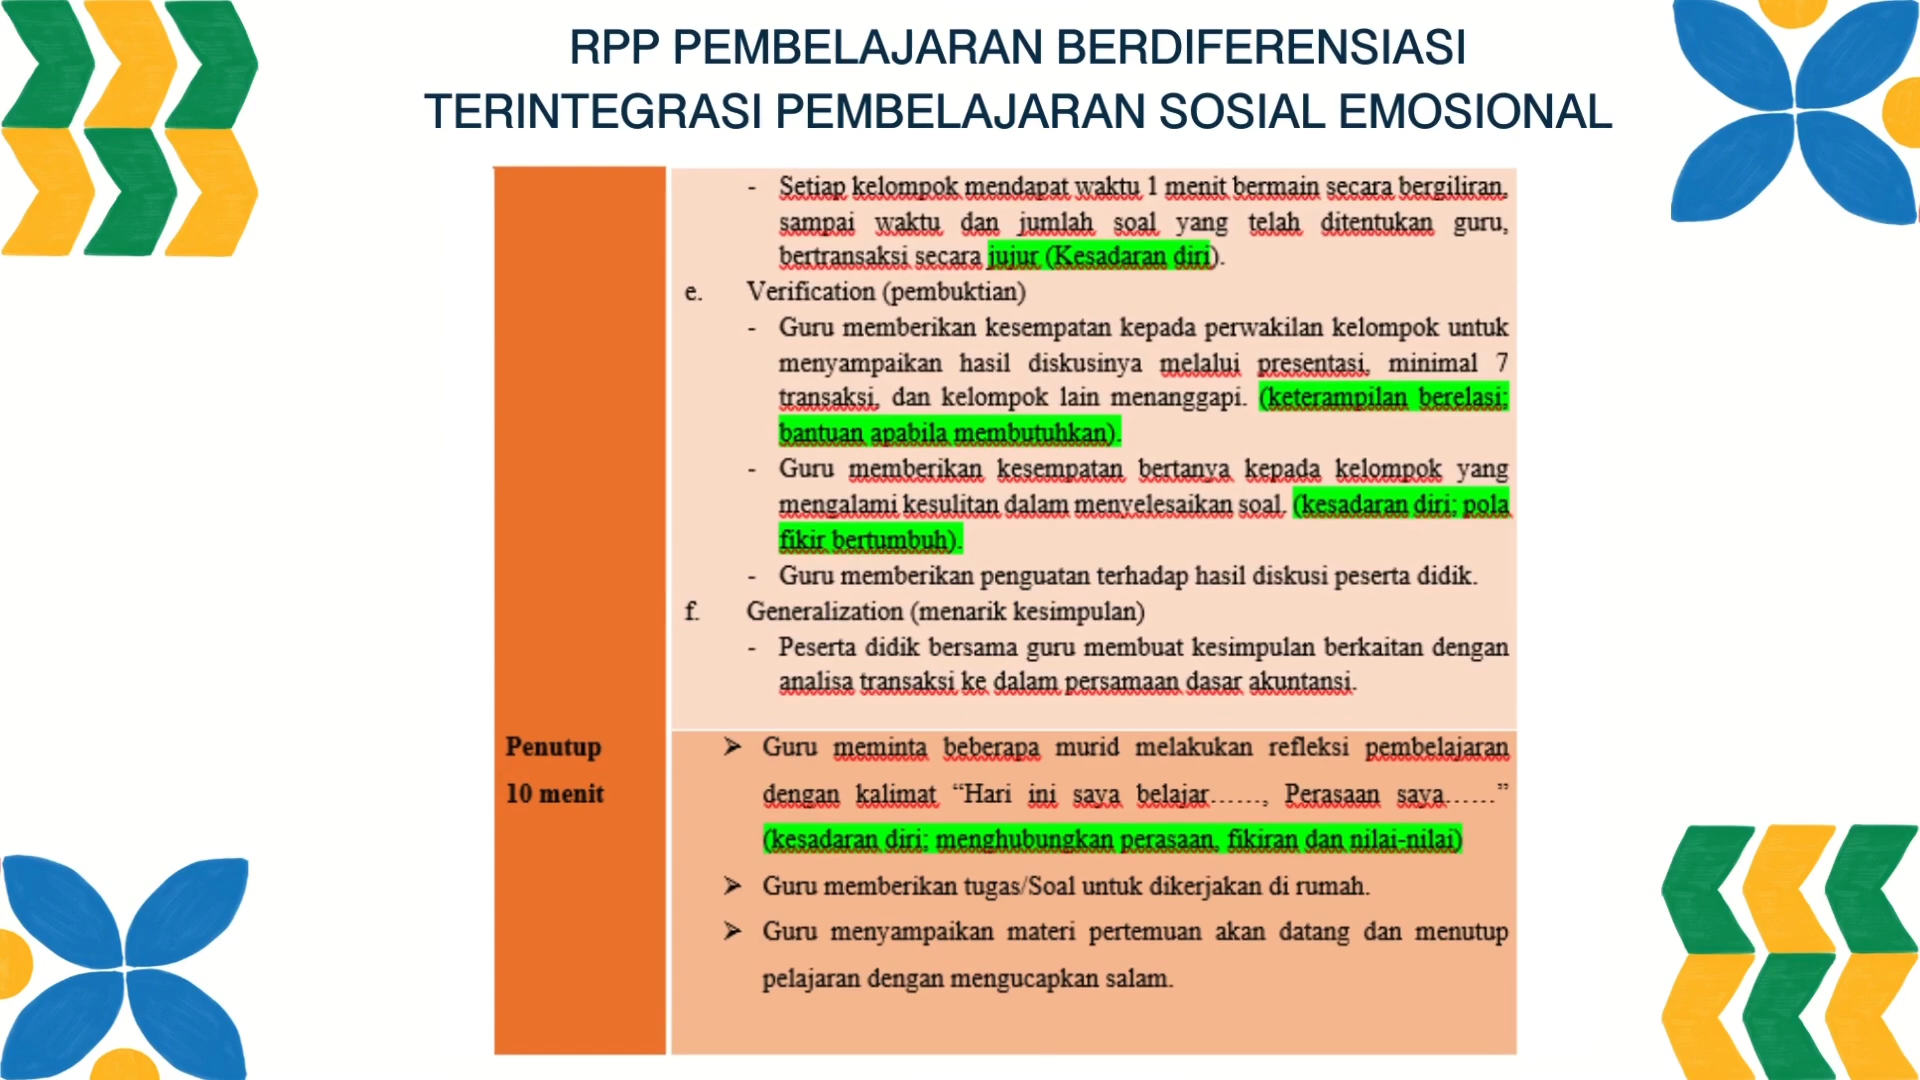 RPP PEMBELAJARAN BERDIFERENSIASI
TERINTEGRASI PEMBELAJARAN SOSIAL EMOSIONAL
- Setiap kelompok mendapat waktu 1 menit bermain secara bergiliran,
sampai waktu dan jumlah soal yang telah ditentukan guru,
bertransaksi secara jujur (Kesadaran diri).
e. Verification (pembuktian)
- Guru memberikan kesempatan kepada perwakilan kelompok untuk
menyampaikan hasil diskusinya melalui presentasi, minimal 7
transaksi, dan kelompok lain menanggapi. (keterampilan berelasi;
bantuan apabila membutuhkan).
- Guru memberikan kesempatan bertanya kepada kelompok yang
mengalami kesulitan dalam menyelesaikan soal. (kesadaran diri; pola
fikir bertumbuh).
- Guru memberikan penguatan terhadap hasil diskusi peserta didik.
f. Generalization (menarik kesimpulan)
- Peserta didik bersama guru membuat kesimpulan berkaitan dengan
analisa transaksi ke dalam persamaan dasar akuntansi.
Penutup
10 menit
➢ Guru meminta beberapa murid melakukan refleksi pembelajaran
dengan kalimat “Hari ini saya belajar……, Perasaan saya……”
(kesadaran diri; menghubungkan perasaan, fikiran dan nilai-nilai)
➢ Guru memberikan tugas/Soal untuk dikerjakan di rumah.
➢ Guru menyampaikan materi pertemuan akan datang dan menutup
pelajaran dengan mengucapkan salam.